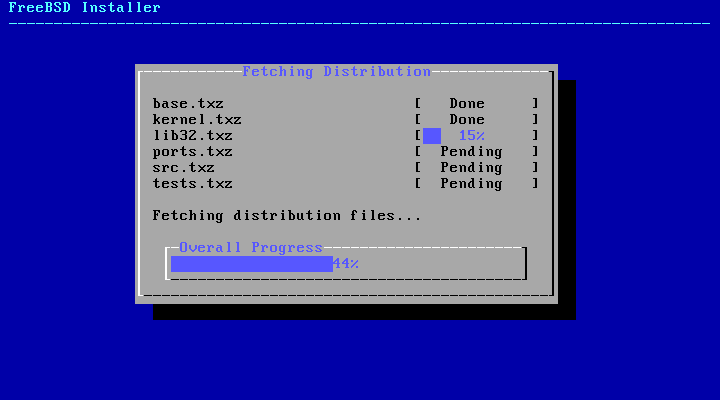 FreeBSD Installer
Fetching Distribution
base.txz [ Done ]
kernel.txz [ Done ]
lib32.txz [ 15% ]
ports.txz [ Pending ]
src.txz [ Pending ]
tests.txz [ Pending ]
Fetching distribution files...
Overall Progress
44%